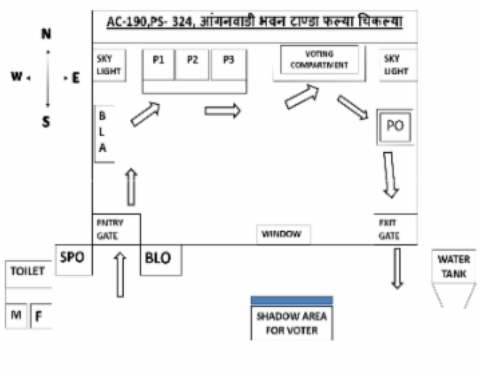 AC-190,PS- 324, आंगनवाडी भवन टाण्डा फल्या चिकल्या
N
W
E
S
SKY
LIGHT
P1
P2
P3
VOTING
COMPARTMENT
SKY
LIGHT
B
L
A
PO
ENTRY
GATE
WINDOW
EXIT
GATE
SPO
BLO
TOILET
M
F
WATER
TANK
SHADOW AREA
FOR VOTER